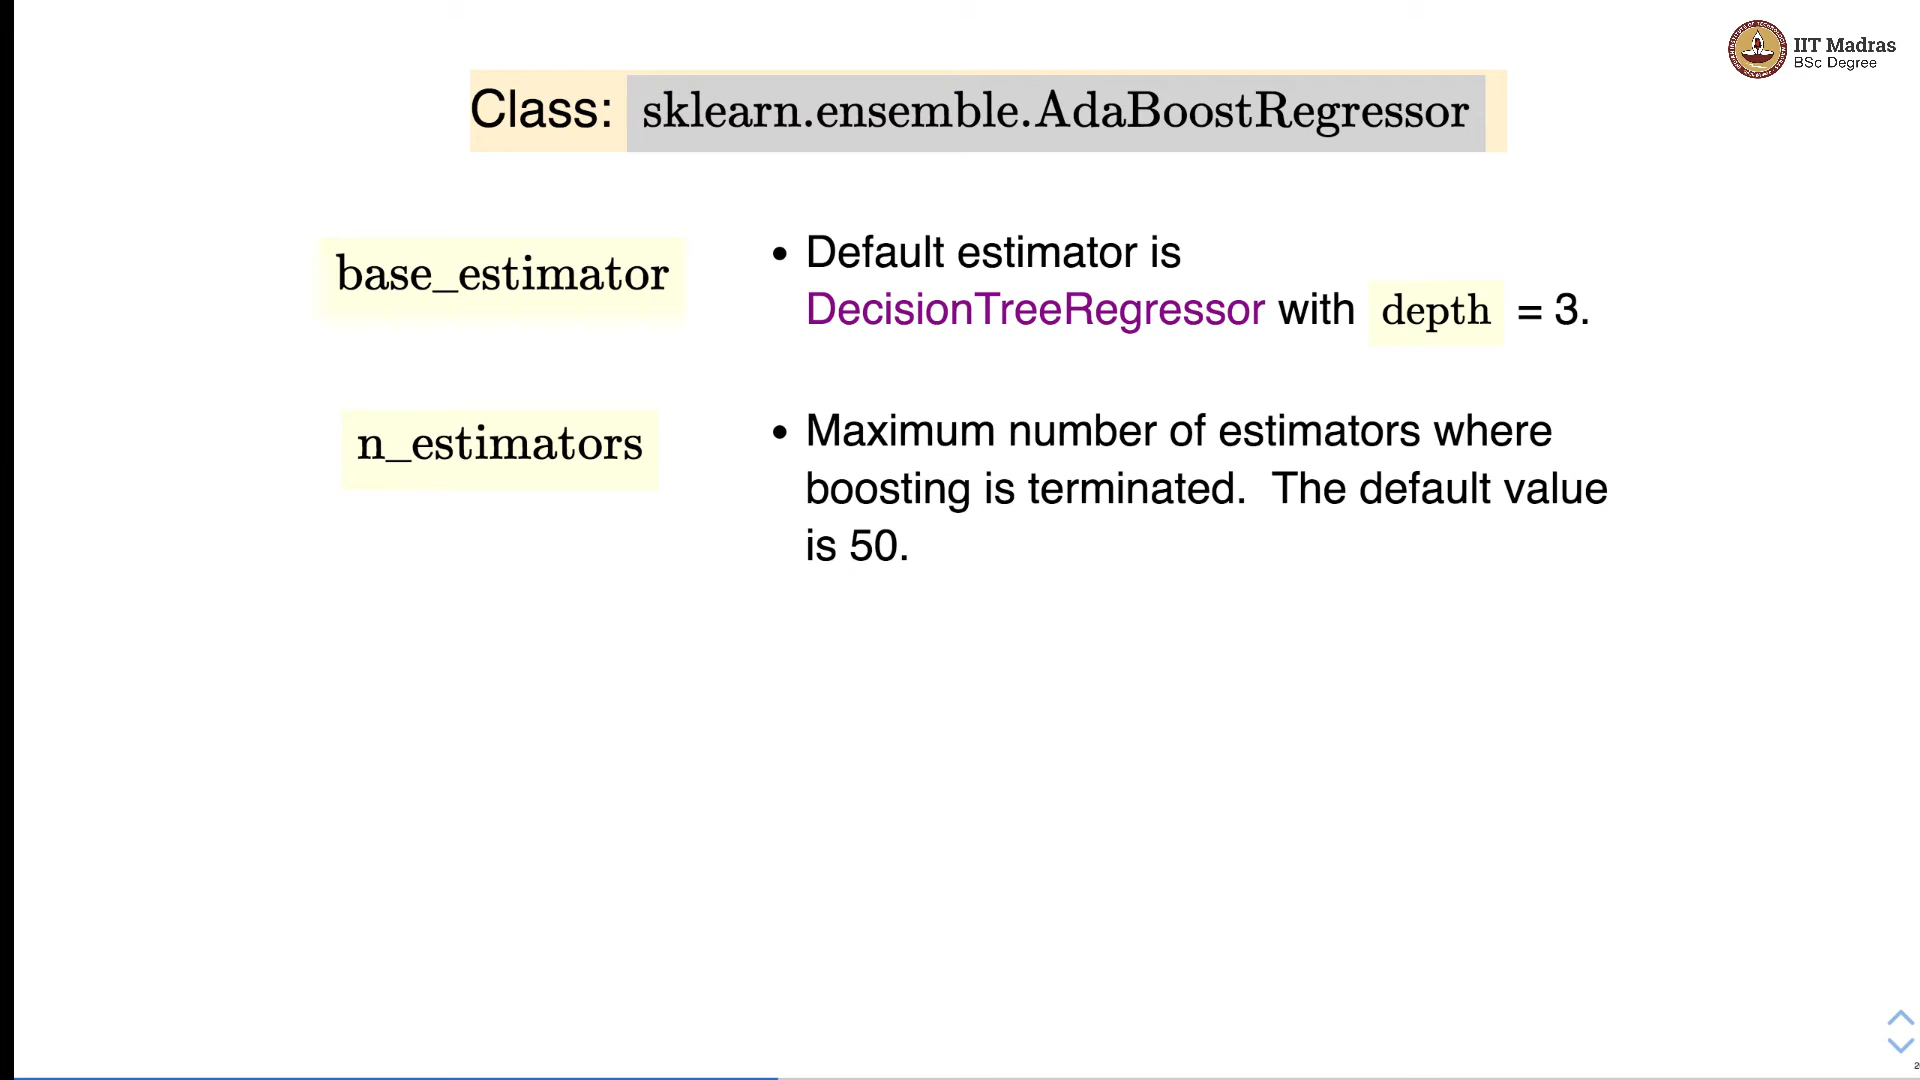 IIT Madras
BSc Degree
Class: sklearn.ensemble.AdaBoostRegressor
base_estimator
• Default estimator is
DecisionTreeRegressor with depth = 3.
n_estimators
• Maximum number of estimators where
boosting is terminated. The default value
is 50.